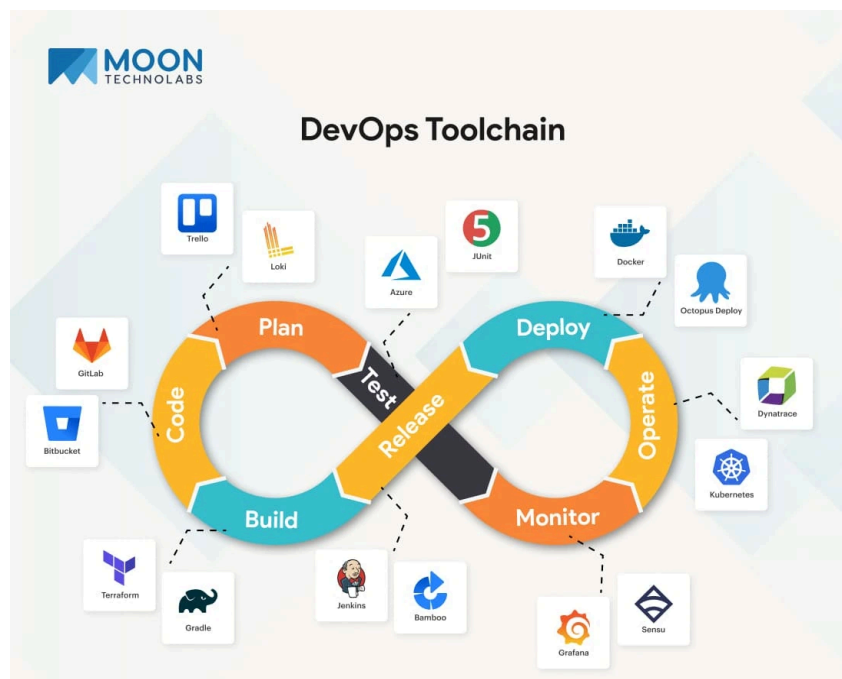 MOON
TECHNOLABS
DevOps Toolchain
Trello
Loki
Azure
5
JUnit
Docker
Octopus Deploy
GitLab
Bitbucket
Plan
Code
Build
Test
Release
Deploy
Operate
Monitor
Dynatrace
Kubernetes
Terraform
Gradle
Jenkins
Bamboo
Grafana
Sensu